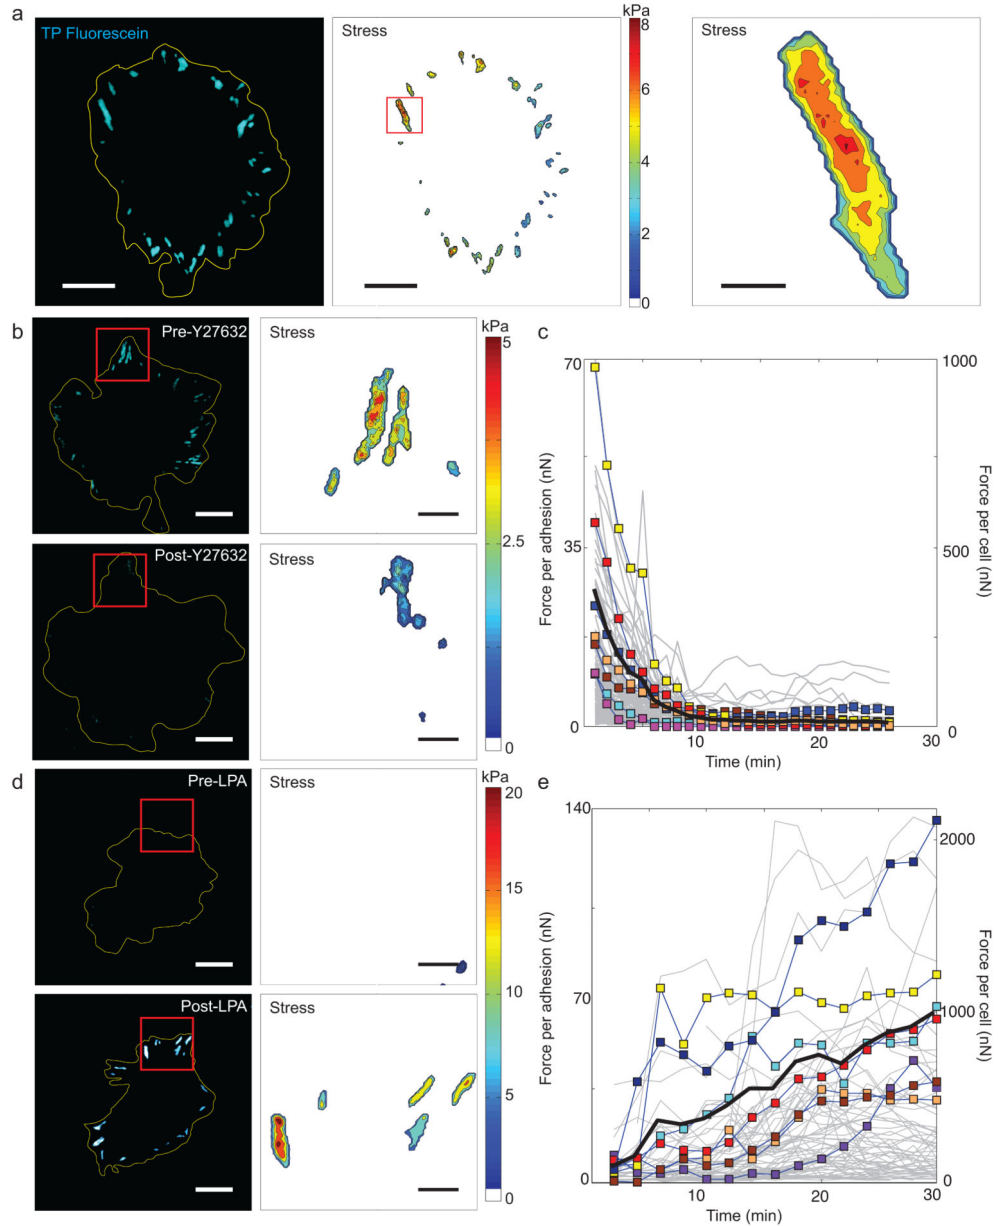 a
TP Fluorescein
Stress
kPa
8
6
4
2
0
Stress
b
Pre-Y27632
Stress
kPa
5
2.5
0
Post-Y27632
Stress
c
70
35
0
Force per adhesion (nN)
1000
500
0
Force per cell (nN)
10
20
30
Time (min)
d
Pre-LPA
Stress
kPa
20
15
10
5
0
Post-LPA
Stress
e
140
70
0
Force per adhesion (nN)
2000
1000
0
Force per cell (nN)
10
20
30
Time (min)